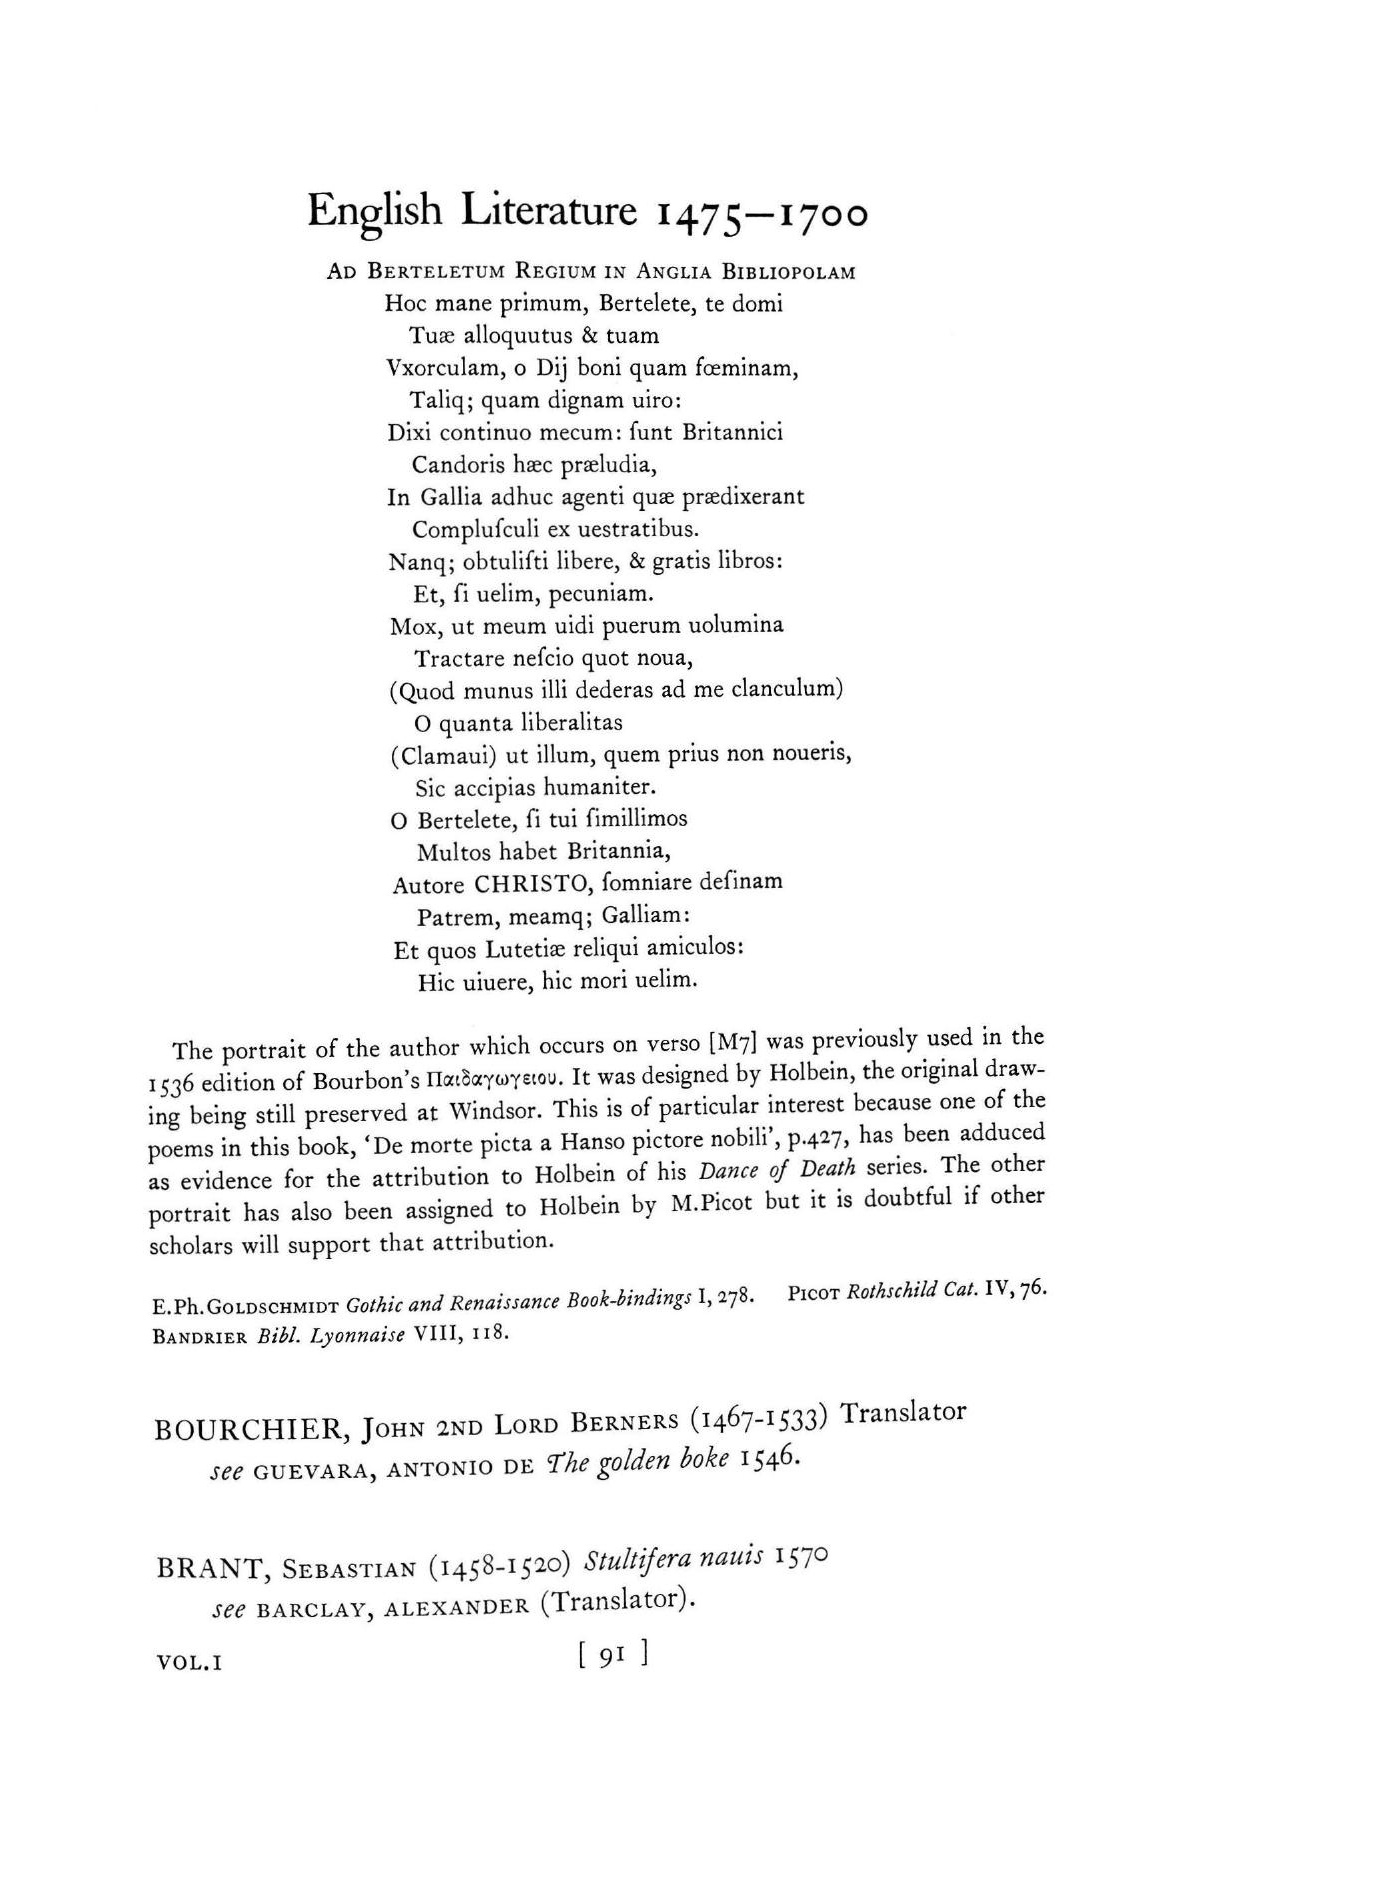 English Literature 1475–1700
AD BERTELETUM REGIUM IN ANGLIA BIBLIOPOLAM
Hoc mane primum, Bertelete, te domi
Tuæ alloquutus & tuam
Vxorculam, o Dij boni quam fœminam,
Taliq; quam dignam uiro:
Dixi continuo mecum: ſunt Britannici
Candoris hæc præludia,
In Gallia adhuc agenti quæ prædixerant
Compluſculi ex uestratibus.
Nanq; obtuliſti libere, & gratis libros:
Et, ſi uelim, pecuniam.
Mox, ut meum uidi puerum uolumina
Tractare neſcio quot noua,
(Quod munus illi dederas ad me clanculum)
O quanta liberalitas
(Clamaui) ut illum, quem prius non noueris,
Sic accipias humaniter.
O Bertelete, ſi tui ſimillimos
Multos habet Britannia,
Autore CHRISTO, ſomniare deſinam
Patrem, meamq; Galliam:
Et quos Lutetiæ reliqui amiculos:
Hic uiuere, hic mori uelim.
The portrait of the author which occurs on verso [M7] was previously used in the
1536 edition of Bourbon's Παιδαγωγειου. It was designed by Holbein, the original draw-
ing being still preserved at Windsor. This is of particular interest because one of the
poems in this book, ‘De morte picta a Hanso pictore nobili’, p.427, has been adduced
as evidence for the attribution to Holbein of his Dance of Death series. The other
portrait has also been assigned to Holbein by M.Picot but it is doubtful if other
scholars will support that attribution.
E.Ph.GOLDSCHMIDT Gothic and Renaissance Book-bindings I, 278. PICOT Rothschild Cat. IV, 76.
BANDRIER Bibl. Lyonnaise VIII, 118.
BOURCHIER, JOHN 2ND LORD BERNERS (1467-1533) Translator
see GUEVARA, ANTONIO DE The golden boke 1546.
BRANT, SEBASTIAN (1458-1520) Stultifera nauis 1570
see BARCLAY, ALEXANDER (Translator).
VOL.I [ 91 ]